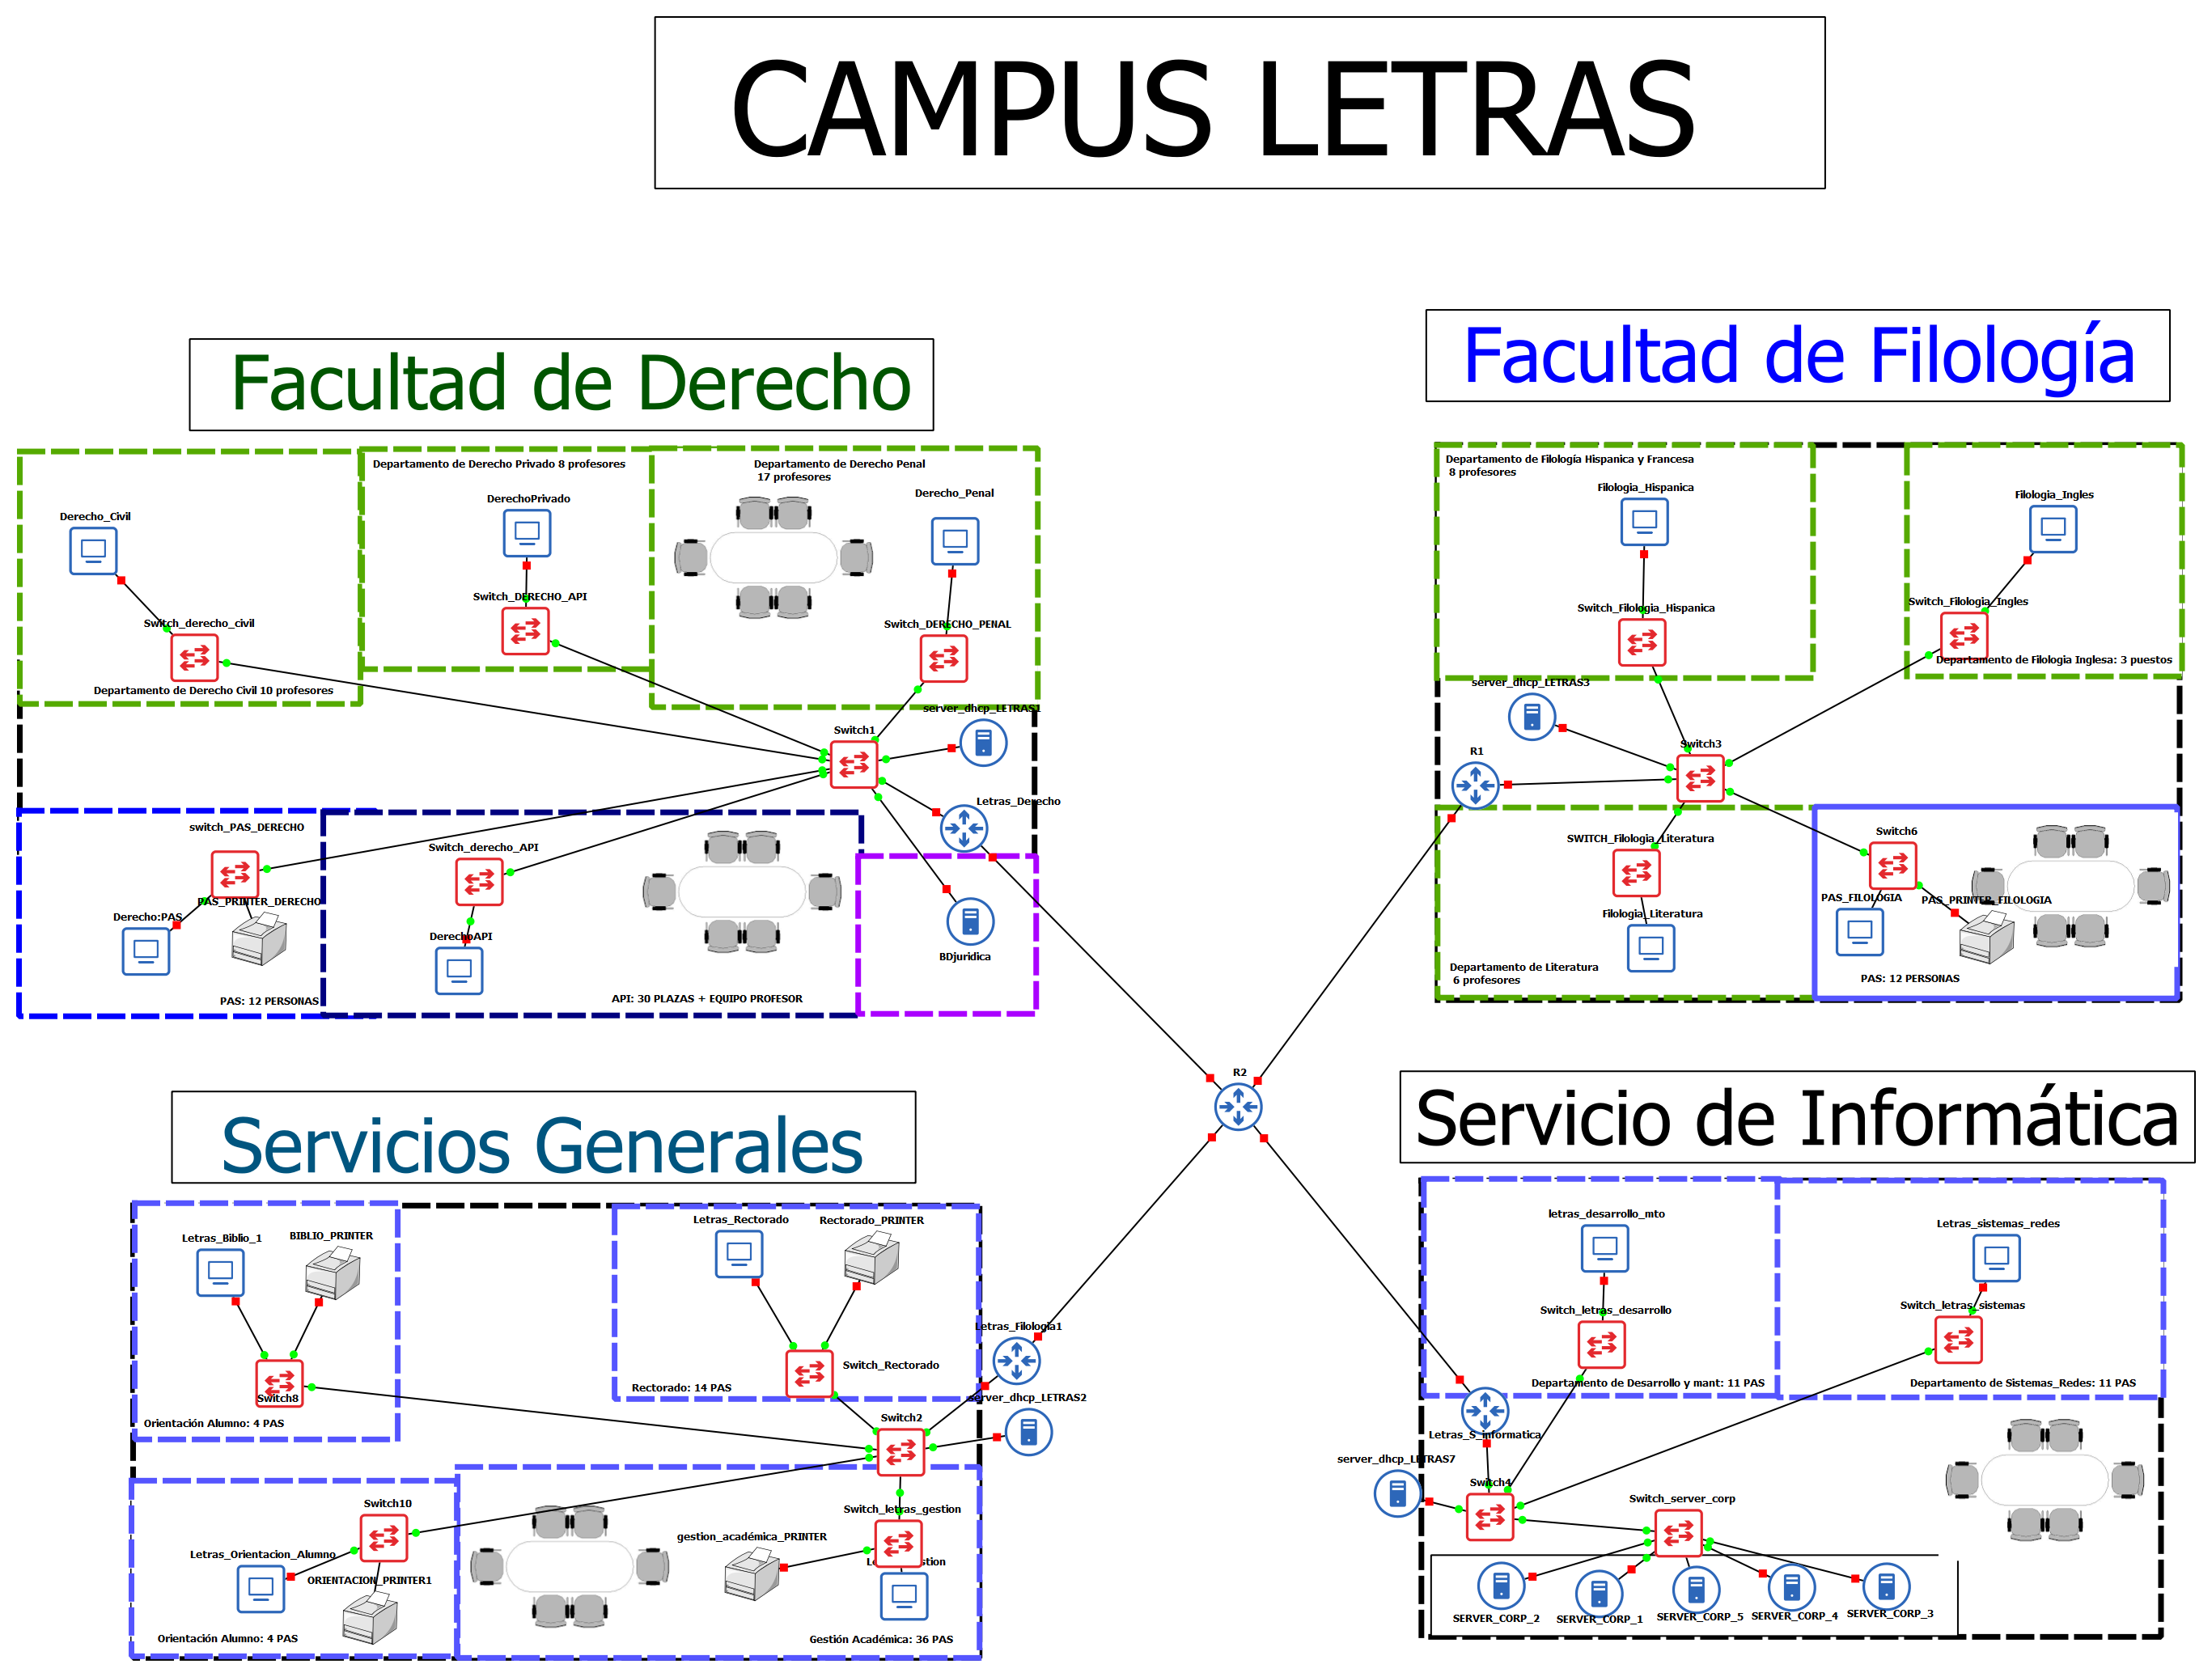 CAMPUS LETRAS
Facultad de Derecho
Departamento de Derecho Privado 8 profesores
Departamento de Derecho Penal
17 profesores
Derecho_Civil
DerechoPrivado
Derecho_Penal
Switch_derecho_civil
Switch_DERECHO_API
Switch_DERECHO_PENAL
Departamento de Derecho Civil 10 profesores
server_dhcp_LETRAS1
Switch1
Letras_Derecho
switch_PAS_DERECHO
Switch_derecho_API
PAS_PRINTER_DERECHO
Derecho:PAS
DerechoAPI
BDjuridica
PAS: 12 PERSONAS
API: 30 PLAZAS + EQUIPO PROFESOR
Facultad de Filología
Departamento de Filología Hispanica y Francesa
8 profesores
Filologia_Hispanica
Filologia_Ingles
Switch_Filologia_Hispanica
Switch_Filologia_Ingles
Departamento de Filologia Inglesa: 3 puestos
server_dhcp_LETRAS3
Switch3
R1
SWITCH_Filologia_Literatura
Switch6
PAS_FILOLOGIA
PAS_PRINTER_FILOLOGIA
Filologia_Literatura
Departamento de Literatura
6 profesores
PAS: 12 PERSONAS
R2
Servicios Generales
Letras_Biblio_1
BIBLIO_PRINTER
Letras_Rectorado
Rectorado_PRINTER
Switch8
Switch_Rectorado
Letras_Filologia1
Rectorado: 14 PAS
server_dhcp_LETRAS2
Orientación Alumno: 4 PAS
Switch2
Switch10
Switch_letras_gestion
gestion_académica_PRINTER
Letras_Orientacion_Alumno
ORIENTACION_PRINTER1
Orientación Alumno: 4 PAS
Gestión Académica: 36 PAS
Servicio de Informática
letras_desarrollo_mto
Letras_sistemas_redes
Switch_letras_desarrollo
Switch_letras_sistemas
Departamento de Desarrollo y mant: 11 PAS
Departamento de Sistemas_Redes: 11 PAS
Letras_S_informatica
server_dhcp_LETRAS7
Switch4
Switch_server_corp
SERVER_CORP_2
SERVER_CORP_1
SERVER_CORP_5
SERVER_CORP_4
SERVER_CORP_3